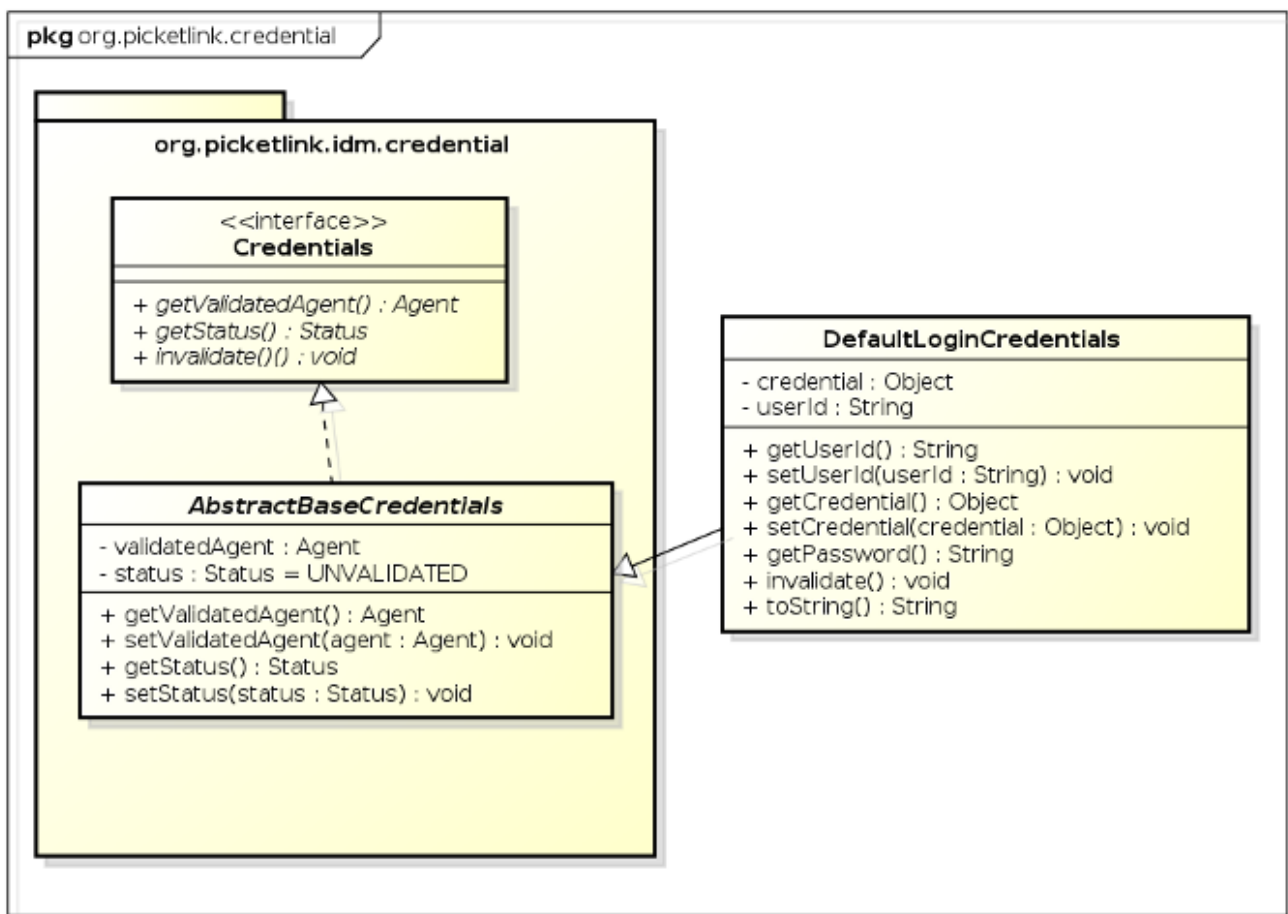 pkg org.picketlink.credential
org.picketlink.idm.credential
<<interface>>
Credentials
+ getValidatedAgent() : Agent
+ getStatus() : Status
+ invalidate()() : void
AbstractBaseCredentials
- validatedAgent : Agent
- status : Status = UNVALIDATED
+ getValidatedAgent() : Agent
+ setValidatedAgent(agent : Agent) : void
+ getStatus() : Status
+ setStatus(status : Status) : void
DefaultLoginCredentials
- credential : Object
- userId : String
+ getUserId() : String
+ setUserId(userId : String) : void
+ getCredential() : Object
+ setCredential(credential : Object) : void
+ getPassword() : String
+ invalidate() : void
+ toString() : String